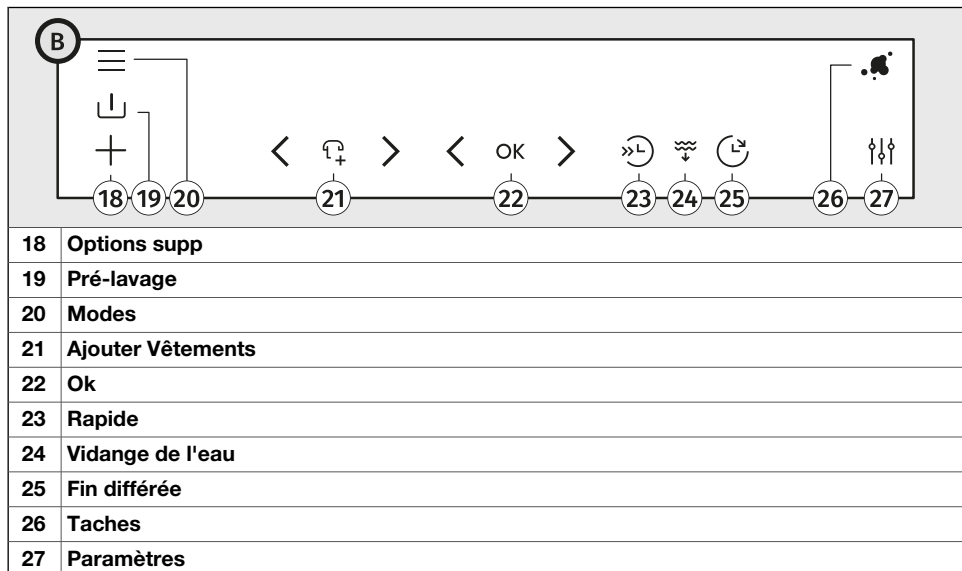 B
OK
18 19 20 21 22 23 24 25 26 27
18 Options supp
19 Pré-lavage
20 Modes
21 Ajouter Vêtements
22 Ok
23 Rapide
24 Vidange de l'eau
25 Fin différée
26 Taches
27 Paramètres